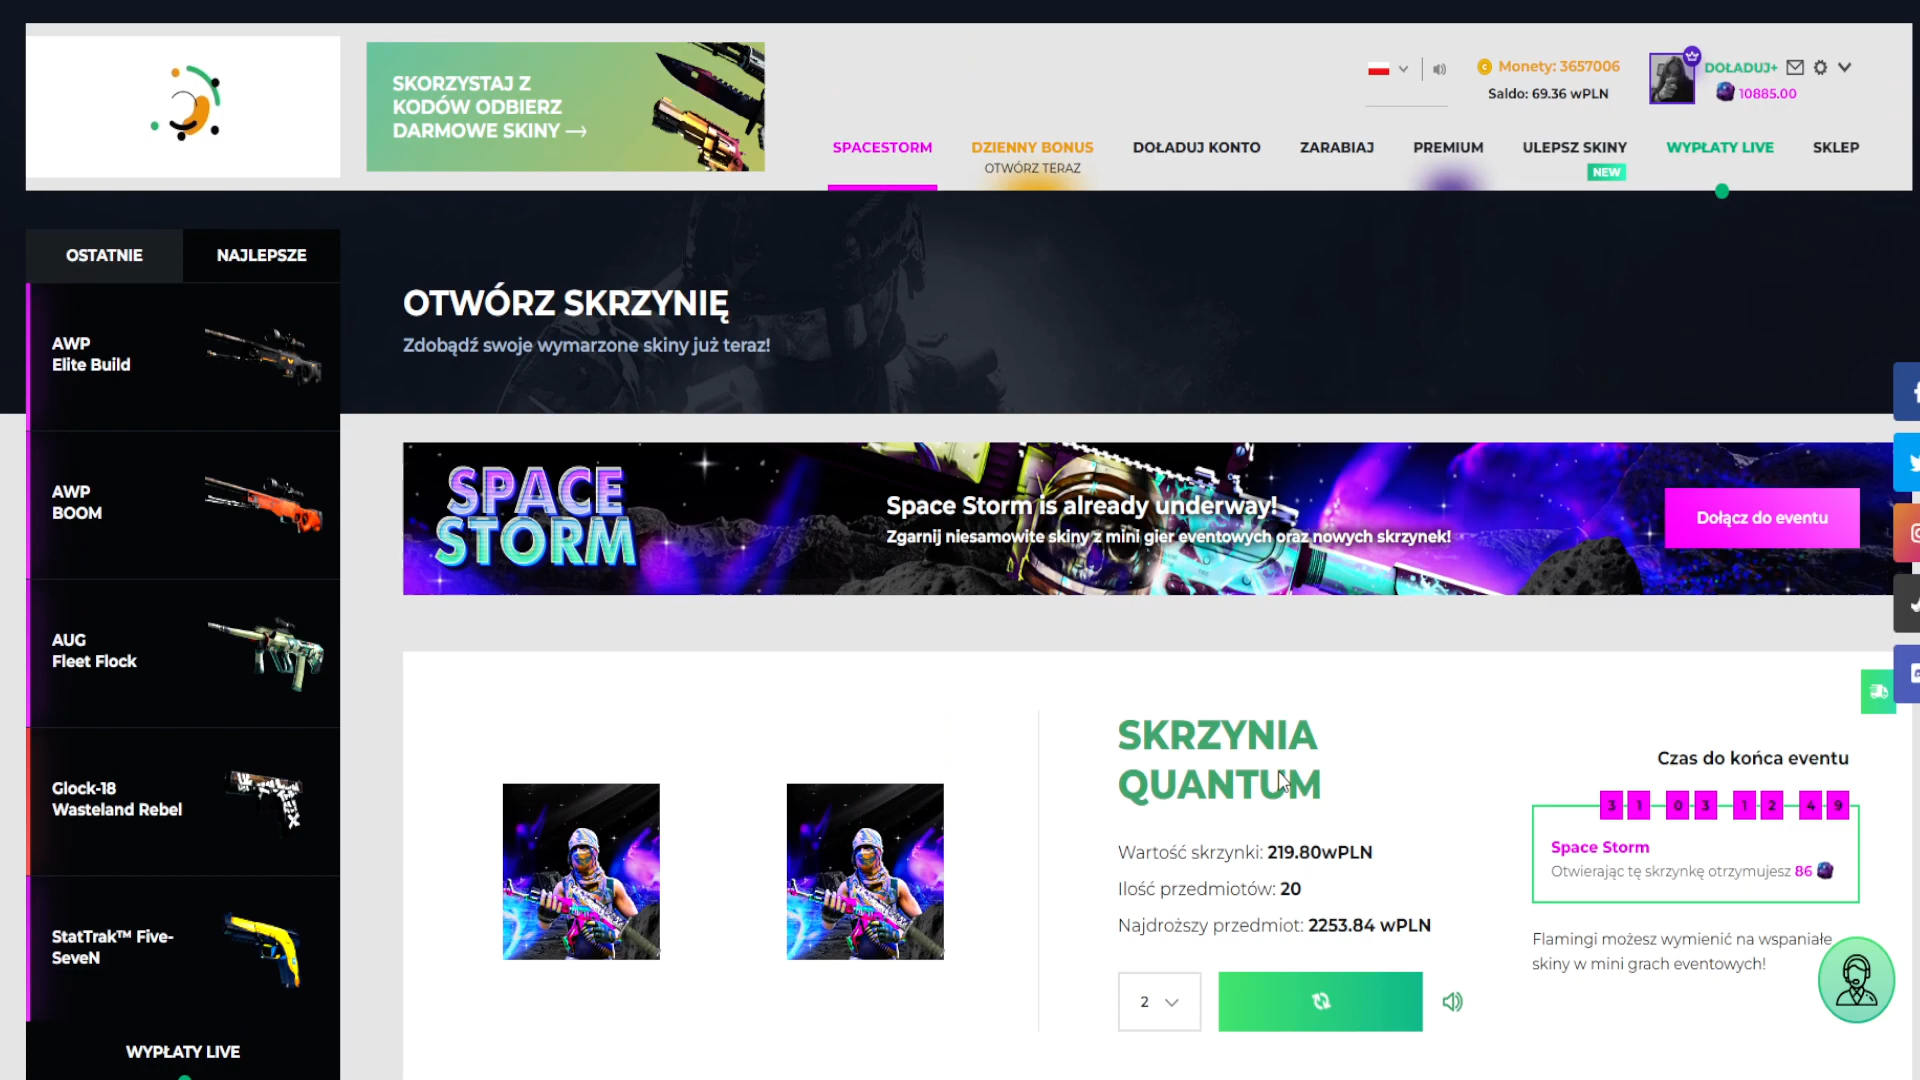 SKORZYSTAJ Z
KODÓW ODBIERZ
DARMOWE SKINY →
Monety: 3657006
Saldo: 69.36 wPLN
DOŁADUJ+
10885.00
SPACESTORM
DZIENNY BONUS
OTWÓRZ TERAZ
DOŁADUJ KONTO
ZARABIAJ
PREMIUM
ULEPSZ SKINY
NEW
WYPŁATY LIVE
SKLEP
OSTATNIE
NAJLEPSZE
AWP
Elite Build
AWP
BOOM
AUG
Fleet Flock
Glock-18
Wasteland Rebel
StatTrak™ Five-
SeveN
WYPŁATY LIVE
OTWÓRZ SKRZYNIĘ
Zdobądź swoje wymarzone skiny już teraz!
SPACE
STORM
Space Storm is already underway!
Zgarnij niesamowite skiny z mini gier eventowych oraz nowych skrzynek!
Dołącz do eventu
SKRZYNIA
QUANTUM
Wartość skrzynki: 219.80wPLN
Ilość przedmiotów: 20
Najdroższy przedmiot: 2253.84 wPLN
2
Czas do końca eventu
3 1 0 3 1 2 4 9
Space Storm
Otwierając tę skrzynkę otrzymujesz 86
Flamingi możesz wymienić na wspaniałe
skiny w mini grach eventowych!